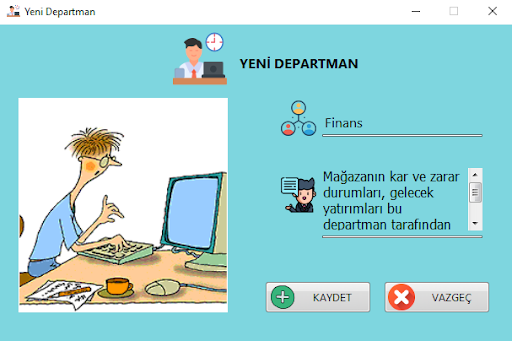 Yeni Departman
YENİ DEPARTMAN
Finans
Mağazanın kar ve zarar
durumları, gelecek
yatırımları bu
departman tarafından
KAYDET
VAZGEÇ